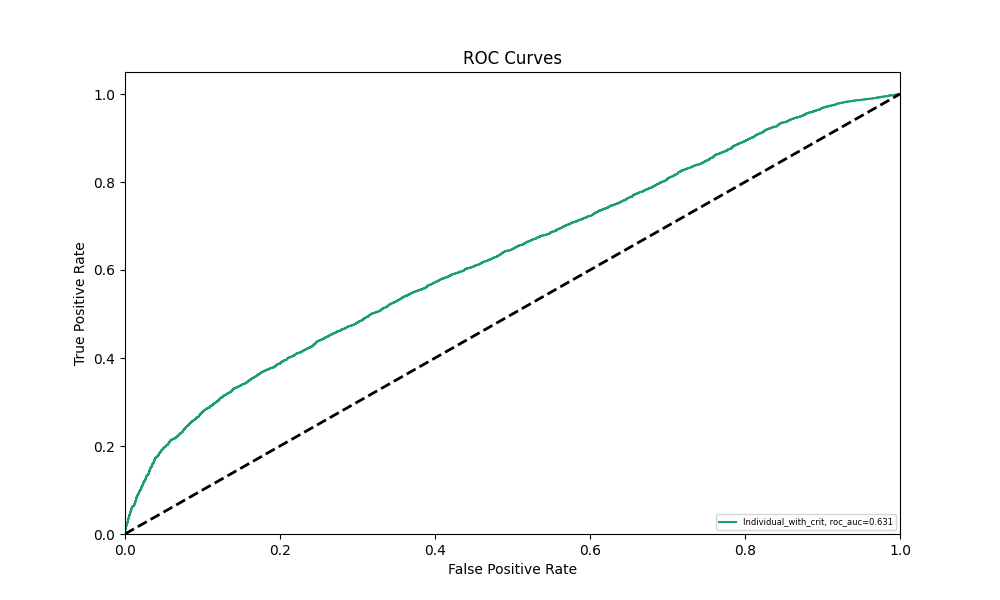 ROC Curves
True Positive Rate
1.0
0.8
0.6
0.4
0.2
0.0
0.0 0.2 0.4 0.6 0.8 1.0
False Positive Rate
Individual_with_crit, roc_auc=0.631